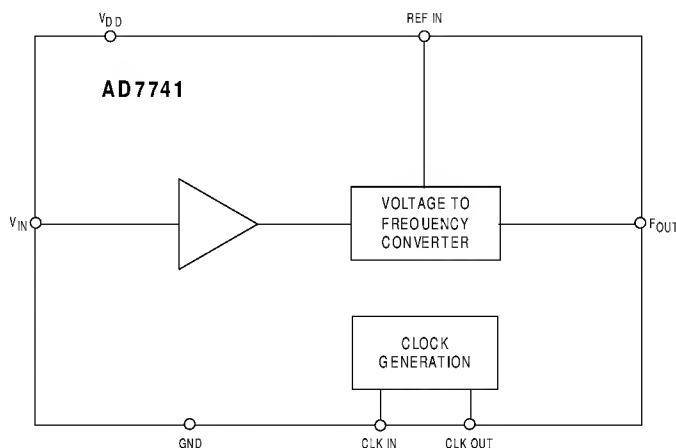 VDD
REF IN
AD7741
VIN
VOLTAGE TO
FREQUENCY
CONVERTER
FOUT
CLOCK
GENERATION
GND
CLK IN
CLK OUT